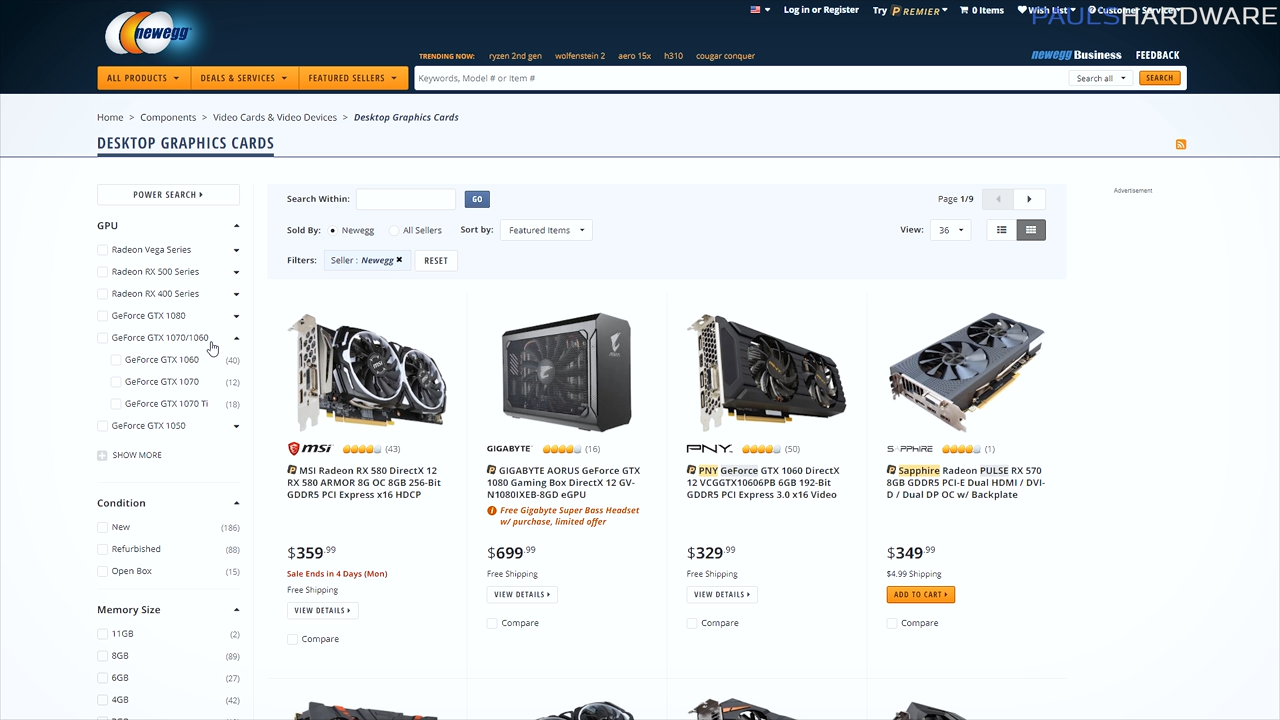 Log in or Register
Try PREMIER
0 Items
Wish List
Customer Service
PAULSHARDWARE
newegg
TRENDING NOW: ryzen 2nd gen wolfenstein 2 aero 15x h310 cougar conquer
newegg Business FEEDBACK
ALL PRODUCTS DEALS & SERVICES FEATURED SELLERS
Keywords, Model # or Item # Search all SEARCH
Home > Components > Video Cards & Video Devices > Desktop Graphics Cards
DESKTOP GRAPHICS CARDS
POWER SEARCH
GPU
Radeon Vega Series
Radeon RX 500 Series
Radeon RX 400 Series
GeForce GTX 1080
GeForce GTX 1070/1060
GeForce GTX 1060 (40)
GeForce GTX 1070 (12)
GeForce GTX 1070 Ti (18)
GeForce GTX 1050
SHOW MORE
Condition
New (186)
Refurbished (88)
Open Box (15)
Memory Size
11GB (2)
8GB (89)
6GB (27)
4GB (42)
Search Within: GO
Page 1/9
Sold By: Newegg All Sellers Sort by: Featured Items
View: 36
Filters: Seller : Newegg RESET
Advertisement
msi (43)
MSI Radeon RX 580 DirectX 12
RX 580 ARMOR 8G OC 8GB 256-Bit
GDDR5 PCI Express x16 HDCP
$359.99
Sale Ends in 4 Days (Mon)
Free Shipping
VIEW DETAILS
Compare
GIGABYTE (16)
GIGABYTE AORUS GeForce GTX
1080 Gaming Box DirectX 12 GV-
N1080IXEB-8GD eGPU
Free Gigabyte Super Bass Headset
w/ purchase, limited offer
$699.99
Free Shipping
VIEW DETAILS
Compare
PNY (50)
PNY GeForce GTX 1060 DirectX
12 VCGGTX10606PB 6GB 192-Bit
GDDR5 PCI Express 3.0 x16 Video
$329.99
Free Shipping
VIEW DETAILS
Compare
SAPPHIRE (1)
Sapphire Radeon PULSE RX 570
8GB GDDR5 PCI-E Dual HDMI / DVI-
D / Dual DP OC w/ Backplate
$349.99
$4.99 Shipping
ADD TO CART
Compare